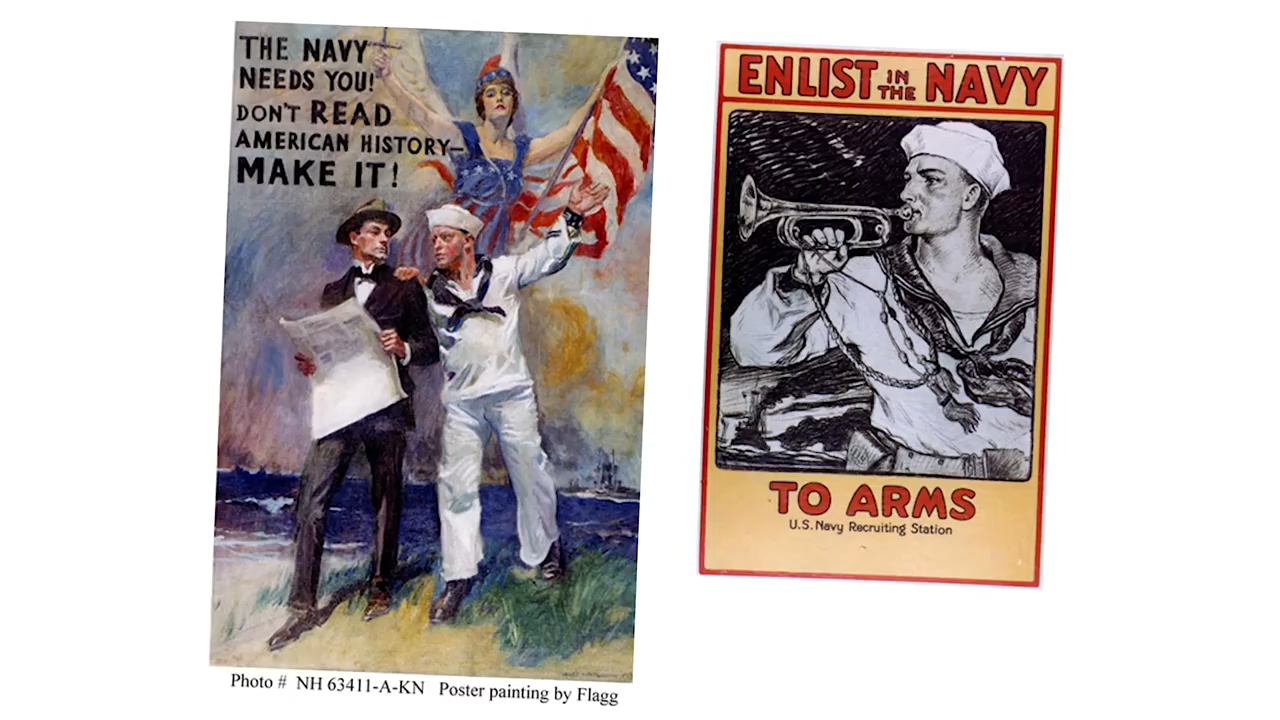 THE NAVY
NEEDS YOU!
DON'T READ
AMERICAN HISTORY—
MAKE IT!
Photo # NH 63411-A-KN Poster painting by Flagg
ENLIST IN THE NAVY
TO ARMS
U.S. Navy Recruiting Station